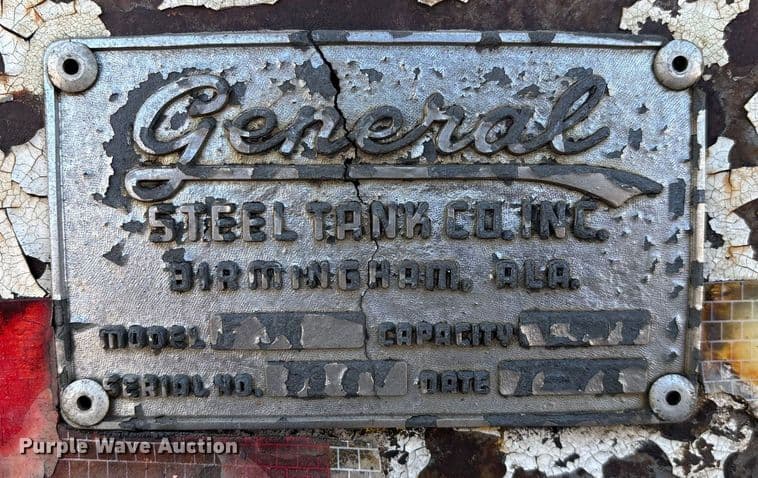 General
STEEL TANK CO. INC.
BIRMINGHAM, ALA.
MODEL CAPACITY
SERIAL NO. DATE
Purple Wave Auction